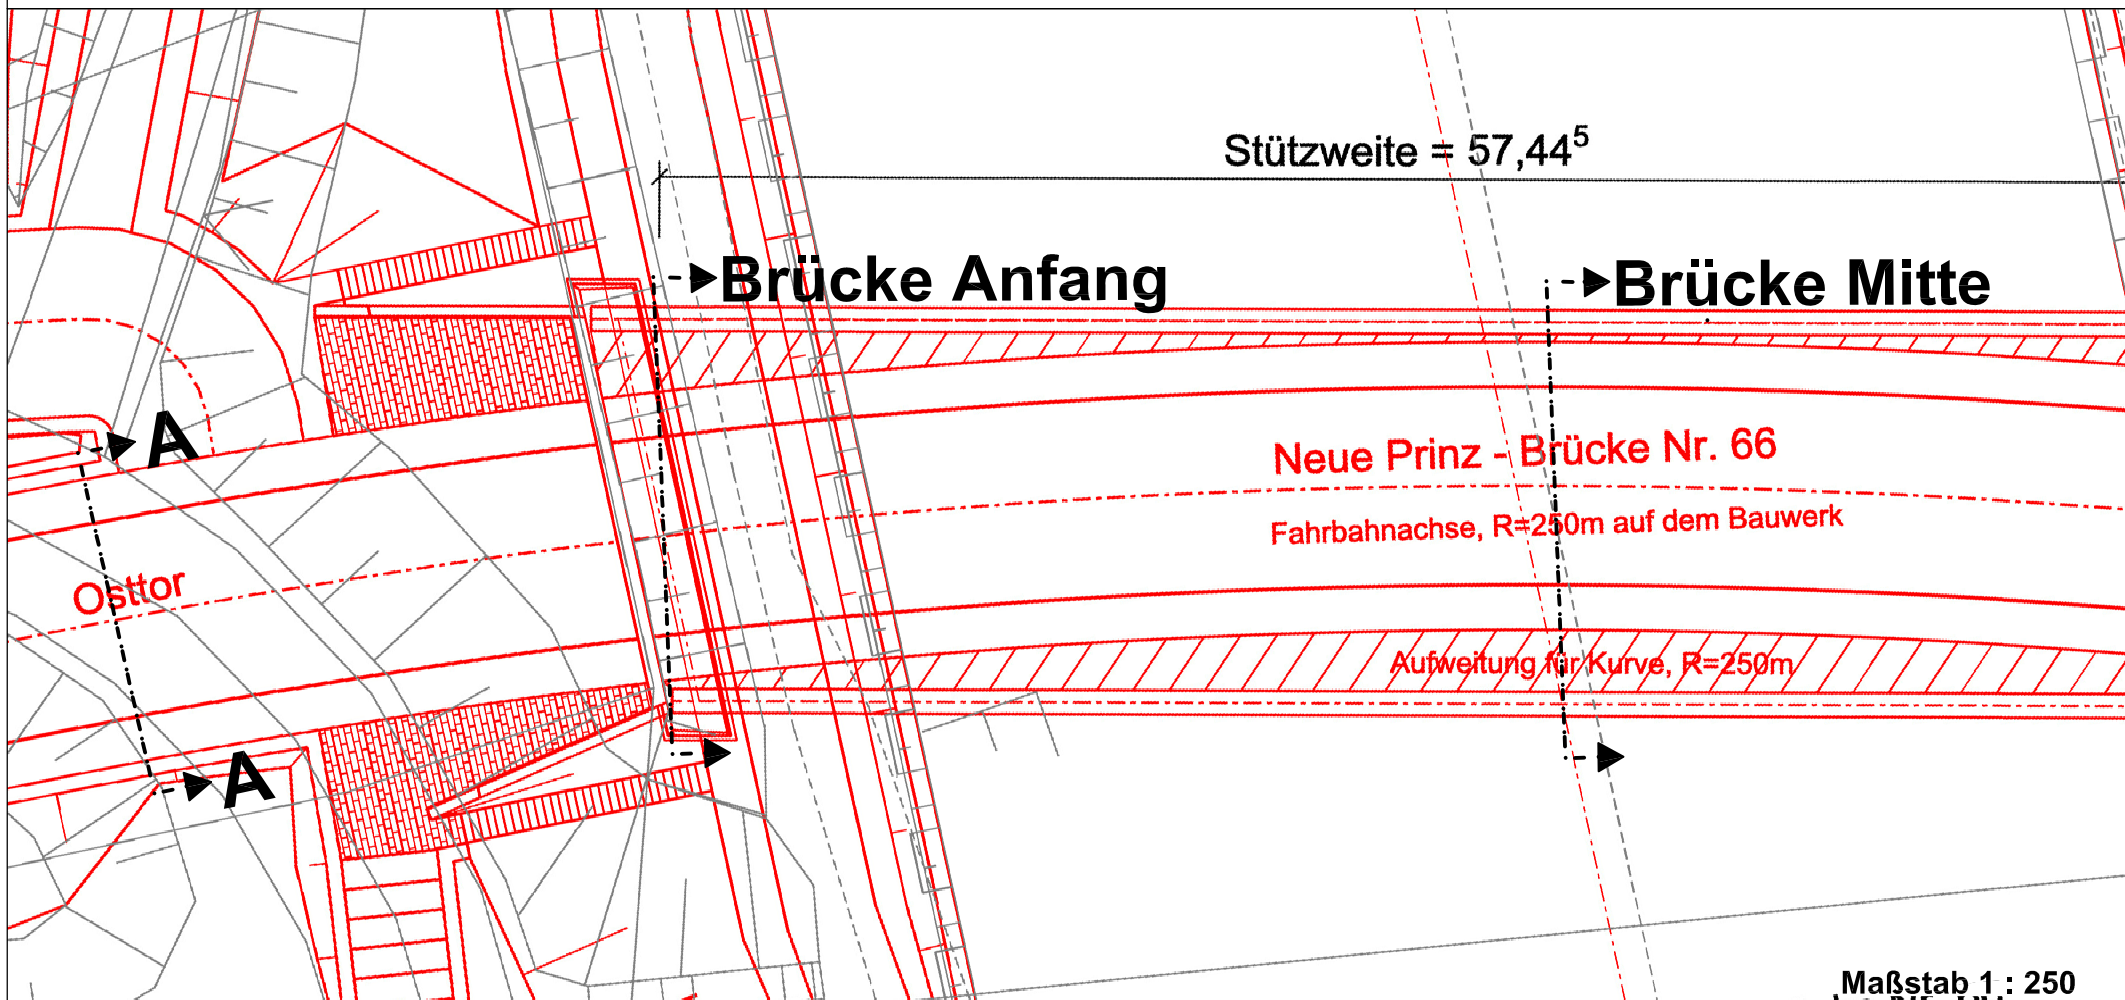 Stützweite = 57,44⁵
Brücke Anfang
Brücke Mitte
A
Neue Prinz - Brücke Nr. 66
Fahrbahnachse, R=250m auf dem Bauwerk
Osttor
Aufweitung für Kurve, R=250m
A
Maßstab 1 : 250